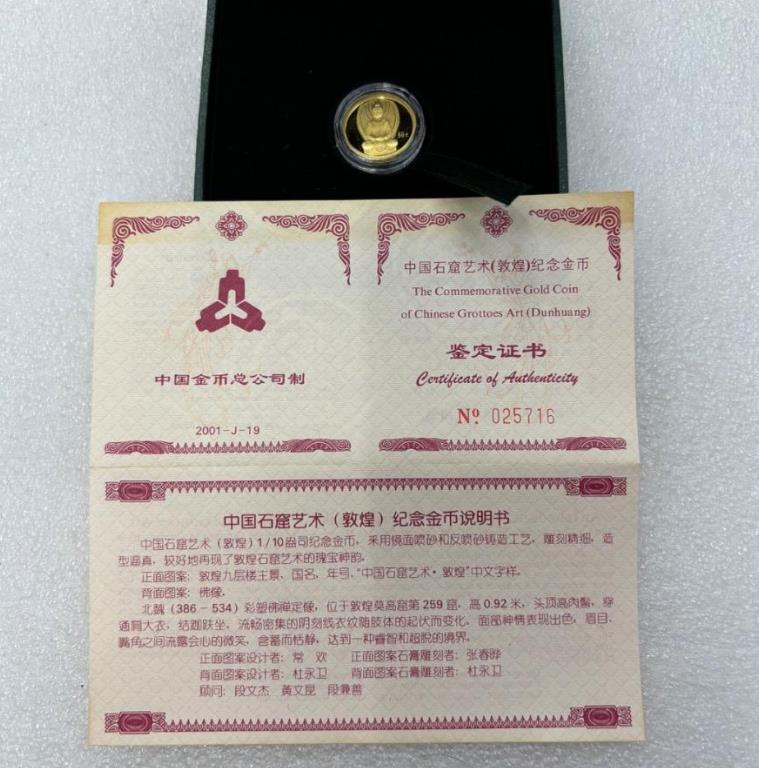 中国石窟艺术(敦煌)纪念金币
The Commemorative Gold Coin
of Chinese Grottoes Art (Dunhuang)
鉴定证书
Certificate of Authenticity
Nº 025716
中国金币总公司制
2001-J-19
中国石窟艺术（敦煌）纪念金币说明书
中国石窟艺术（敦煌）1/10盎司纪念金币，采用镜面喷砂和反喷砂铸造工艺，雕刻精细，造
型逼真，较好地再现了敦煌石窟艺术的瑰宝神韵。
正面图案：敦煌九层楼主景，国名，年号，“中国石窟艺术·敦煌”中文字样。
背面图案：佛像。
北魏（386－534）彩塑佛禅定像，位于敦煌莫高窟第259窟，高0.92米，头顶高肉髻，穿
通肩大衣，结跏趺坐，流畅密集的阴刻线衣纹随肢体的起伏而变化，面部神情表现出色，眉目、
嘴角之间流露会心的微笑，含蓄而恬静，达到一种睿智和超脱的境界。
正面图案设计者：常 欢 正面图案石膏雕刻者：张春晔
背面图案设计者：杜永卫 背面图案石膏雕刻者：杜永卫
顾问：段文杰 黄文昆 段兼善